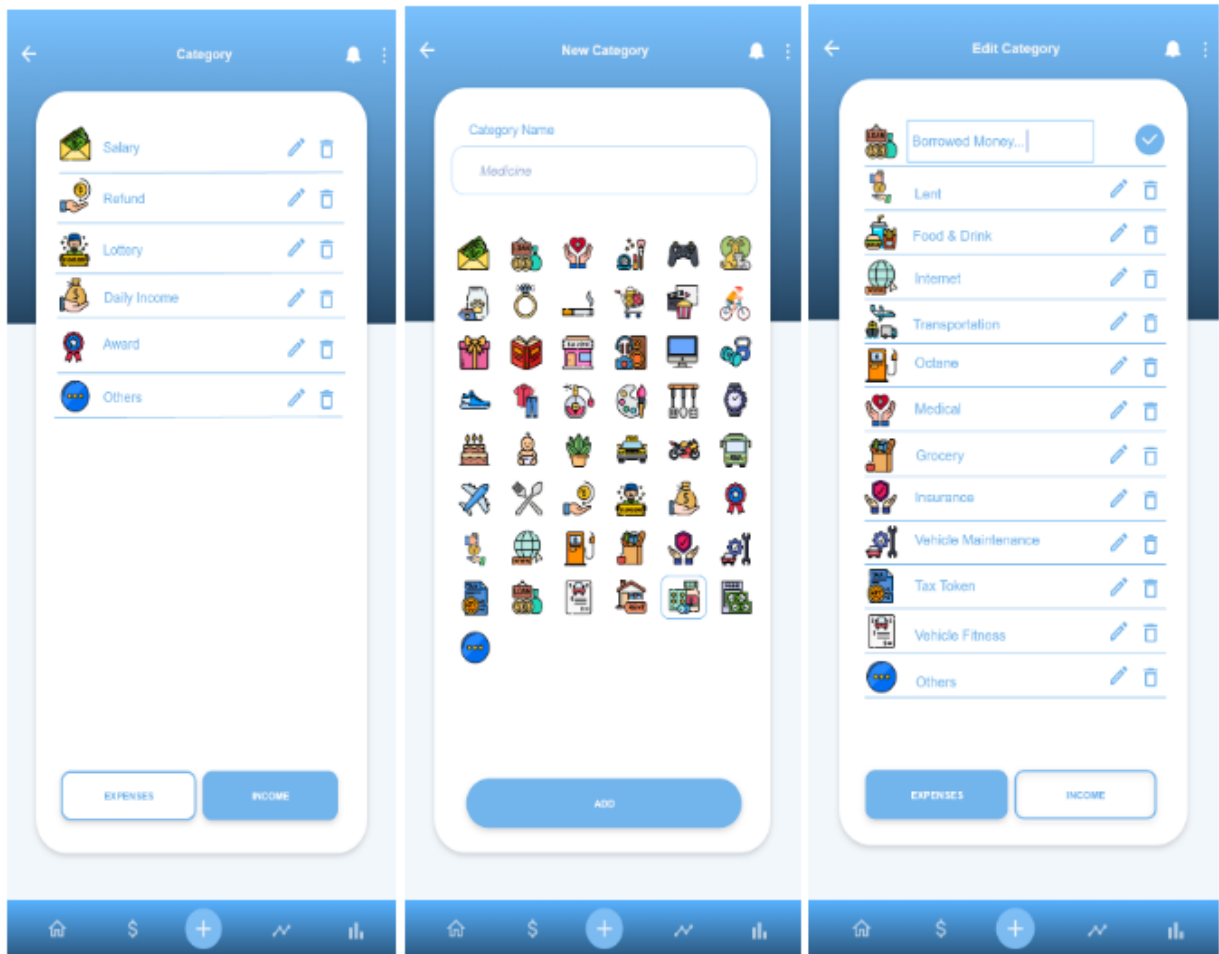 Category
Salary
Refund
Lottery
Daily Income
Award
Others
EXPENSES
INCOME
New Category
Category Name
Medicine
ADD
Edit Category
Borrowed Money...
Lent
Food & Drink
Internet
Transportation
Octane
Medical
Grocery
Insurance
Vehicle Maintenance
Tax Token
Vehicle Fitness
Others
EXPENSES
INCOME